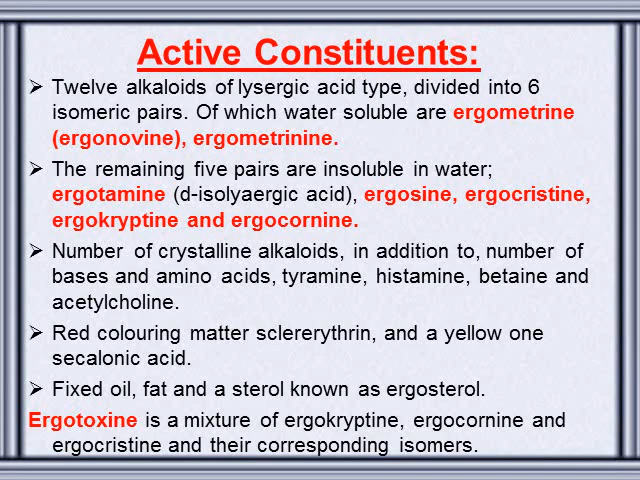 Active Constituents:
➢ Twelve alkaloids of lysergic acid type, divided into 6
isomeric pairs. Of which water soluble are ergometrine
(ergonovine), ergometrinine.
➢ The remaining five pairs are insoluble in water;
ergotamine (d-isolyaergic acid), ergosine, ergocristine,
ergokryptine and ergocornine.
➢ Number of crystalline alkaloids, in addition to, number of
bases and amino acids, tyramine, histamine, betaine and
acetylcholine.
➢ Red colouring matter sclererythrin, and a yellow one
secalonic acid.
➢ Fixed oil, fat and a sterol known as ergosterol.
Ergotoxine is a mixture of ergokryptine, ergocornine and
ergocristine and their corresponding isomers.